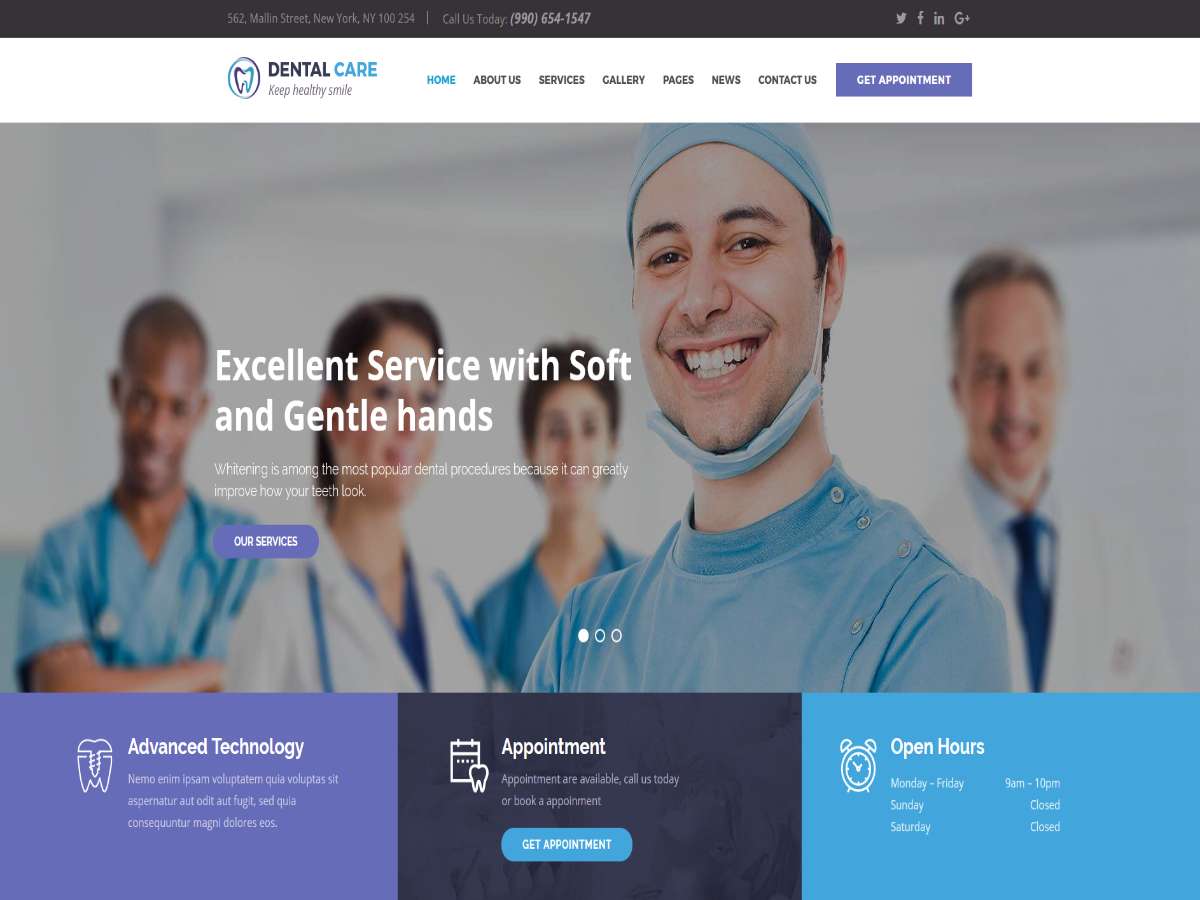 562, Mallin Street, New York, NY 100 254
Call Us Today: (990) 654-1547
DENTAL CARE
Keep healthy smile
HOME
ABOUT US
SERVICES
GALLERY
PAGES
NEWS
CONTACT US
GET APPOINTMENT
Excellent Service with Soft
and Gentle hands
Whitening is among the most popular dental procedures because it can greatly
improve how your teeth look.
OUR SERVICES
Advanced Technology
Nemo enim ipsam voluptatem quia voluptas sit
aspernatur aut odit aut fugit, sed quia
consequuntur magni dolores eos.
Appointment
Appointment are available, call us today
or book a appoinment
GET APPOINTMENT
Open Hours
Monday – Friday 9am – 10pm
Sunday Closed
Saturday Closed